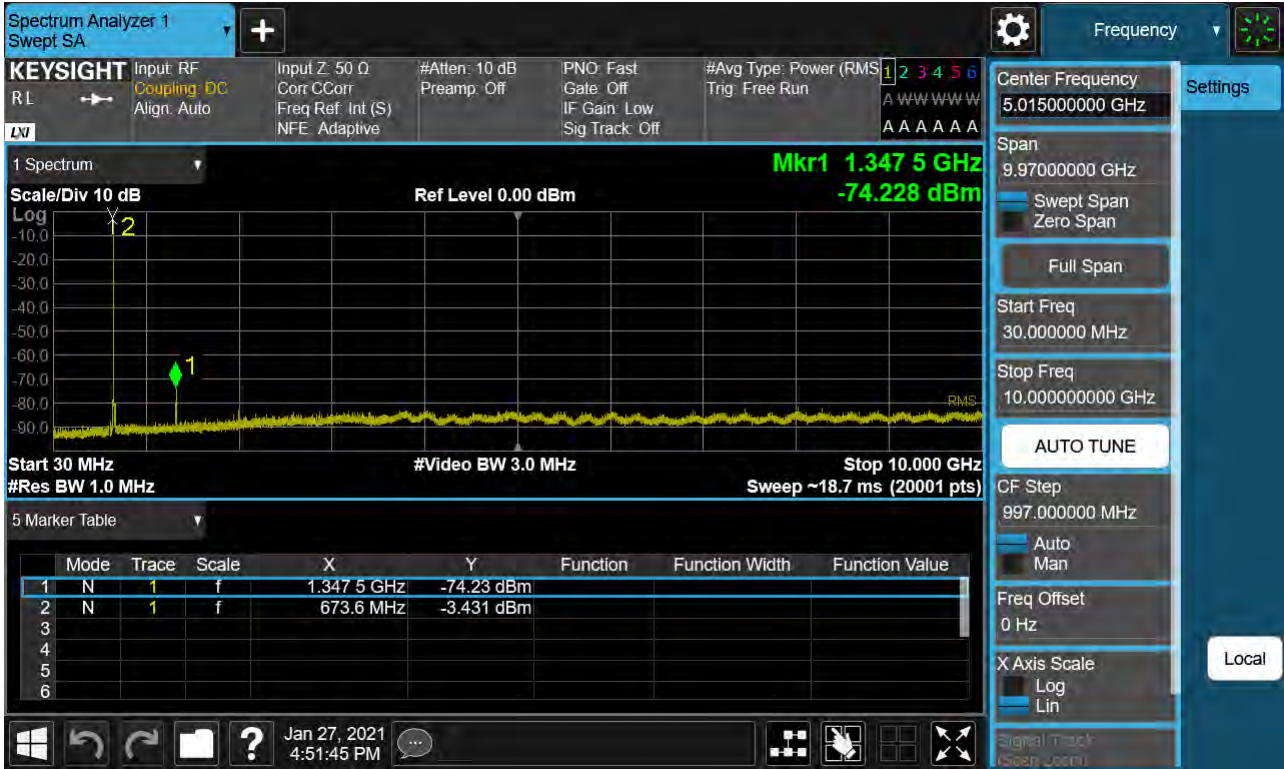 Spectrum Analyzer 1
Swept SA
+
Frequency
KEYSIGHT
R L
LXI
Input: RF
Coupling: DC
Align: Auto
Input Z: 50 Ω
Corr CCorr
Freq Ref: Int (S)
NFE: Adaptive
#Atten: 10 dB
Preamp: Off
PNO: Fast
Gate: Off
IF Gain: Low
Sig Track: Off
#Avg Type: Power (RMS
Trig: Free Run
1 2 3 4 5 6
A W W W W W
A A A A A A
1 Spectrum
Scale/Div 10 dB
Ref Level 0.00 dBm
Mkr1 1.347 5 GHz
-74.228 dBm
Log
-10.0
-20.0
-30.0
-40.0
-50.0
-60.0
-70.0
-80.0
-90.0
2
1
RMS
Start 30 MHz
#Video BW 3.0 MHz
Stop 10.000 GHz
#Res BW 1.0 MHz
Sweep ~18.7 ms (20001 pts)
5 Marker Table
Mode Trace Scale X Y Function Function Width Function Value
1 N 1 f 1.347 5 GHz -74.23 dBm
2 N 1 f 673.6 MHz -3.431 dBm
3
4
5
6
Jan 27, 2021
4:51:45 PM
?
Center Frequency
5.015000000 GHz
Settings
Span
9.97000000 GHz
Swept Span
Zero Span
Full Span
Start Freq
30.000000 MHz
Stop Freq
10.000000000 GHz
AUTO TUNE
CF Step
997.000000 MHz
Auto
Man
Freq Offset
0 Hz
X Axis Scale
Log
Lin
Local
Signal Track
(Span Zoom)